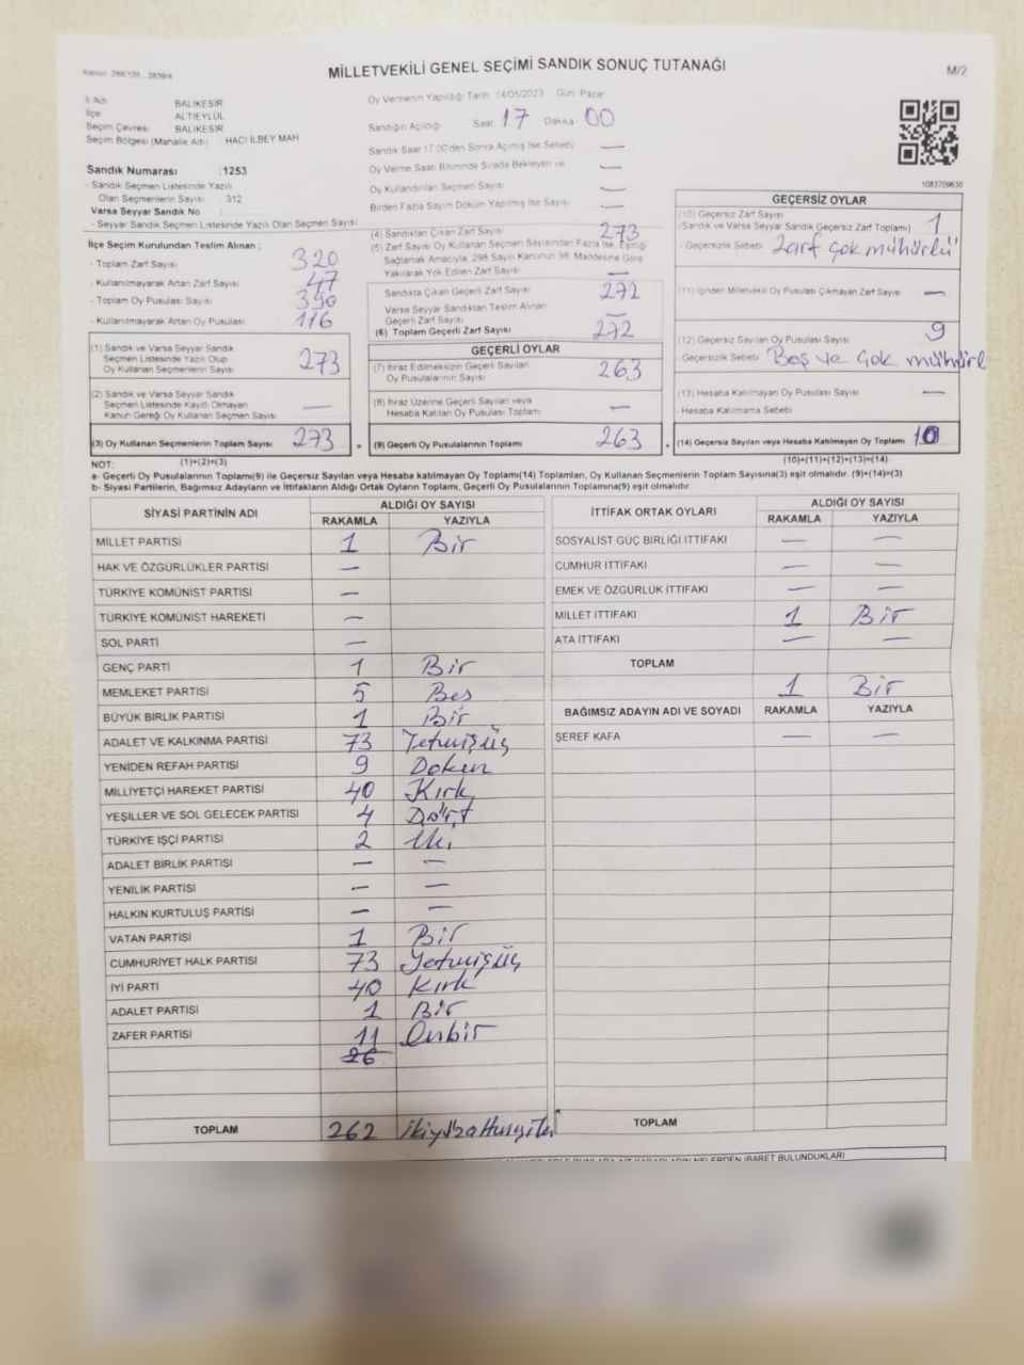 MİLLETVEKİLİ GENEL SEÇİMİ SANDIK SONUÇ TUTANAĞI
M/2
İl Adı: BALIKESİR
İlçe: ALTIEYLÜL
Seçim Çevresi: BALIKESİR
Seçim Bölgesi (Mahalle Adı): HACI İLBEY MAH
Sandık Numarası: 1253
- Sandık Seçmen Listesinde Yazılı
Olan Seçmenlerin Sayısı 312
Varsa Seyyar Sandık No
- Seyyar Sandık Seçmen Listesinde Yazılı Olan Seçmen Sayısı
İlçe Seçim Kurulundan Teslim Alınan;
- Toplam Zarf Sayısı 320
- Kullanılmayarak Artan Zarf Sayısı 47
- Toplam Oy Pusulası Sayısı
- Kullanılmayarak Artan Oy Pusulası 116
(1) Sandık ve Varsa Seyyar Sandık
Seçmen Listesinde Yazılı Olup
Oy Kullanan Seçmenlerin Sayısı 273
(2) Sandık ve Varsa Seyyar Sandık
Seçmen Listesinde Kayıtlı Olmayan
Kanun Gereği Oy Kullanan Seçmen Sayısı —
(3) Oy Kullanan Seçmenlerin Toplam Sayısı 273
(1)+(2)=(3)
Oy Vermenin Yapıldığı Tarih: 14/05/2023 Gün: Pazar
Sandığın Açıldığı Saat 17 Dakika 00
Sandık Saat 17.00'den Sonra Açılmış İse Sebebi —
Oy Verme Saati Bitiminde Sırada Bekleyen ve —
Oy Kullandırılan Seçmen Sayısı —
Birden Fazla Sayım Döküm Yapılmış İse Sayısı —
(4) Sandıktan Çıkan Zarf Sayısı 273
(5) Zarf Sayısı Oy Kullanan Seçmen Sayısından Fazla İse, Eşitliği
Sağlamak Amacıyla, 298 Sayılı Kanunun 98. Maddesine Göre
Yakılarak Yok Edilen Zarf Sayısı —
Sandıkta Çıkan Geçerli Zarf Sayısı 272
Varsa Seyyar Sandıktan Teslim Alınan
Geçerli Zarf Sayısı —
(6) Toplam Geçerli Zarf Sayısı 272
GEÇERLİ OYLAR
(7) İtiraz Edilmeksizin Geçerli Sayılan
Oy Pusulalarının Sayısı 263
(8) İtiraz Üzerine Geçerli Sayılan veya
Hesaba Katılan Oy Pusulası Toplamı —
(9) Geçerli Oy Pusulalarının Toplamı 263
1083709630
GEÇERSİZ OYLAR
(10) Geçersiz Zarf Sayısı
(Sandık ve Varsa Seyyar Sandık Geçersiz Zarf Toplamı) 1
- Geçersizlik Sebebi: Zarf çok mühürlü
(11) İçinden Milletvekili Oy Pusulası Çıkmayan Zarf Sayısı —
(12) Geçersiz Sayılan Oy Pusulası Sayısı 9
Geçersizlik Sebebi: Boş ve Çok mühüre
(13) Hesaba Katılmayan Oy Pusulası Sayısı —
- Hesaba Katılmama Sebebi
(14) Geçersiz Sayılan veya Hesaba Katılmayan Oy Toplamı 10
(10)+(11)+(12)+(13)=(14)
NOT:
a- Geçerli Oy Pusulalarının Toplamı(9) ile Geçersiz Sayılan veya Hesaba katılmayan Oy Toplamı(14) Toplamları, Oy Kullanan Seçmenlerin Toplam Sayısına(3) eşit olmalıdır. (9)+(14)=(3)
b- Siyasi Partilerin, Bağımsız Adayların ve İttifakların Aldığı Ortak Oyların Toplamı, Geçerli Oy Pusulalarının Toplamına(9) eşit olmalıdır
SİYASİ PARTİNİN ADI ALDIĞI OY SAYISI
RAKAMLA YAZIYLA
MİLLET PARTİSİ 1 Bir
HAK VE ÖZGÜRLÜKLER PARTİSİ —
TÜRKİYE KOMÜNİST PARTİSİ —
TÜRKİYE KOMÜNİST HAREKETİ —
SOL PARTİ —
GENÇ PARTİ 1 Bir
MEMLEKET PARTİSİ 5 Beş
BÜYÜK BİRLİK PARTİSİ 1 Bir
ADALET VE KALKINMA PARTİSİ 73 Yetmişüç
YENİDEN REFAH PARTİSİ 9 Doken
MİLLİYETÇİ HAREKET PARTİSİ 40 Kırk
YEŞİLLER VE SOL GELECEK PARTİSİ 4 Dört
TÜRKİYE İŞÇİ PARTİSİ 2 İki
ADALET BİRLİK PARTİSİ — —
YENİLİK PARTİSİ — —
HALKIN KURTULUŞ PARTİSİ — —
VATAN PARTİSİ 1 Bir
CUMHURİYET HALK PARTİSİ 73 Yetmişüç
İYİ PARTİ 40 Kırk
ADALET PARTİSİ 1 Bir
ZAFER PARTİSİ 11 Onbir
26
TOPLAM 262 İkiyüzaltmışiki
İTTİFAK ORTAK OYLARI ALDIĞI OY SAYISI
RAKAMLA YAZIYLA
SOSYALİST GÜÇ BİRLİĞİ İTTİFAKI — —
CUMHUR İTTİFAKI — —
EMEK VE ÖZGÜRLÜK İTTİFAKI — —
MİLLET İTTİFAKI 1 Bir
ATA İTTİFAKI — —
TOPLAM 1 Bir
BAĞIMSIZ ADAYIN ADI VE SOYADI RAKAMLA YAZIYLA
ŞEREF KAFA — —
TOPLAM